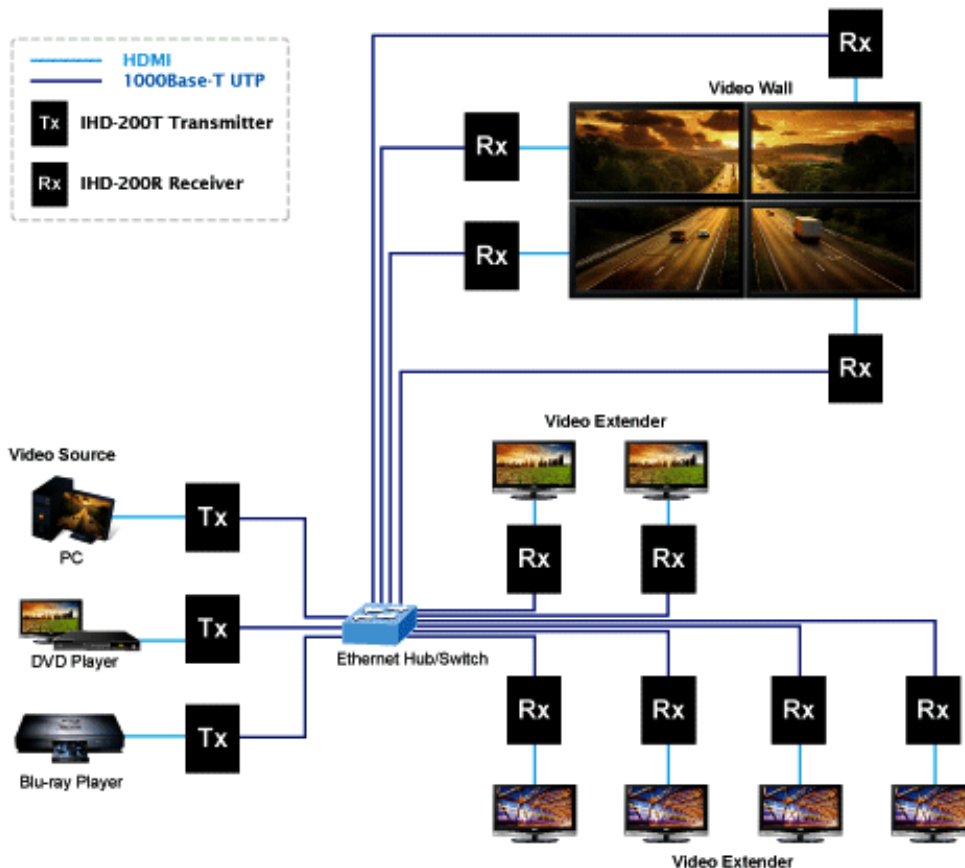 HDMI
1000Base-T UTP
Tx IHD-200T Transmitter
Rx IHD-200R Receiver
Rx
Video Wall
Rx
Rx
Rx
Video Extender
Video Source
Tx
PC
Rx
Rx
Tx
DVD Player
Ethernet Hub/Switch
Tx
Blu-ray Player
Rx
Rx
Rx
Rx
Video Extender